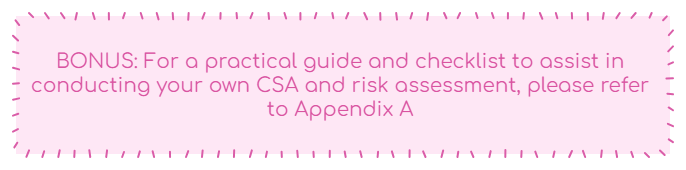 BONUS: For a practical guide and checklist to assist in
conducting your own CSA and risk assessment, please refer
to Appendix A